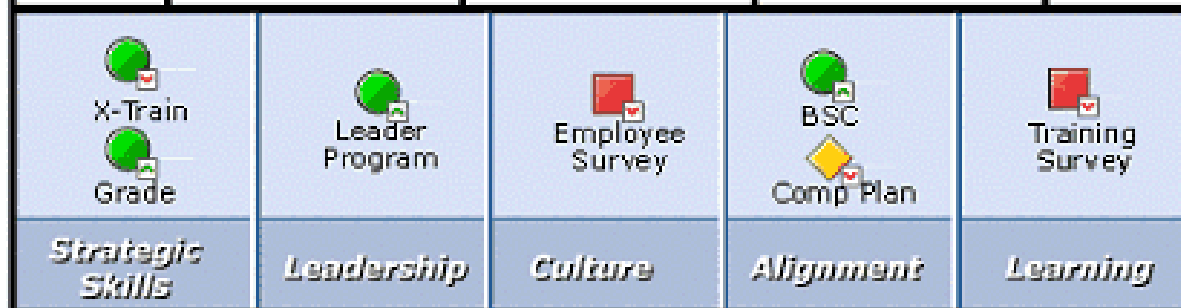 X-Train
Grade
Strategic
Skills
Leader
Program
Leadership
Employee
Survey
Culture
BSC
Comp Plan
Alignment
Training
Survey
Learning